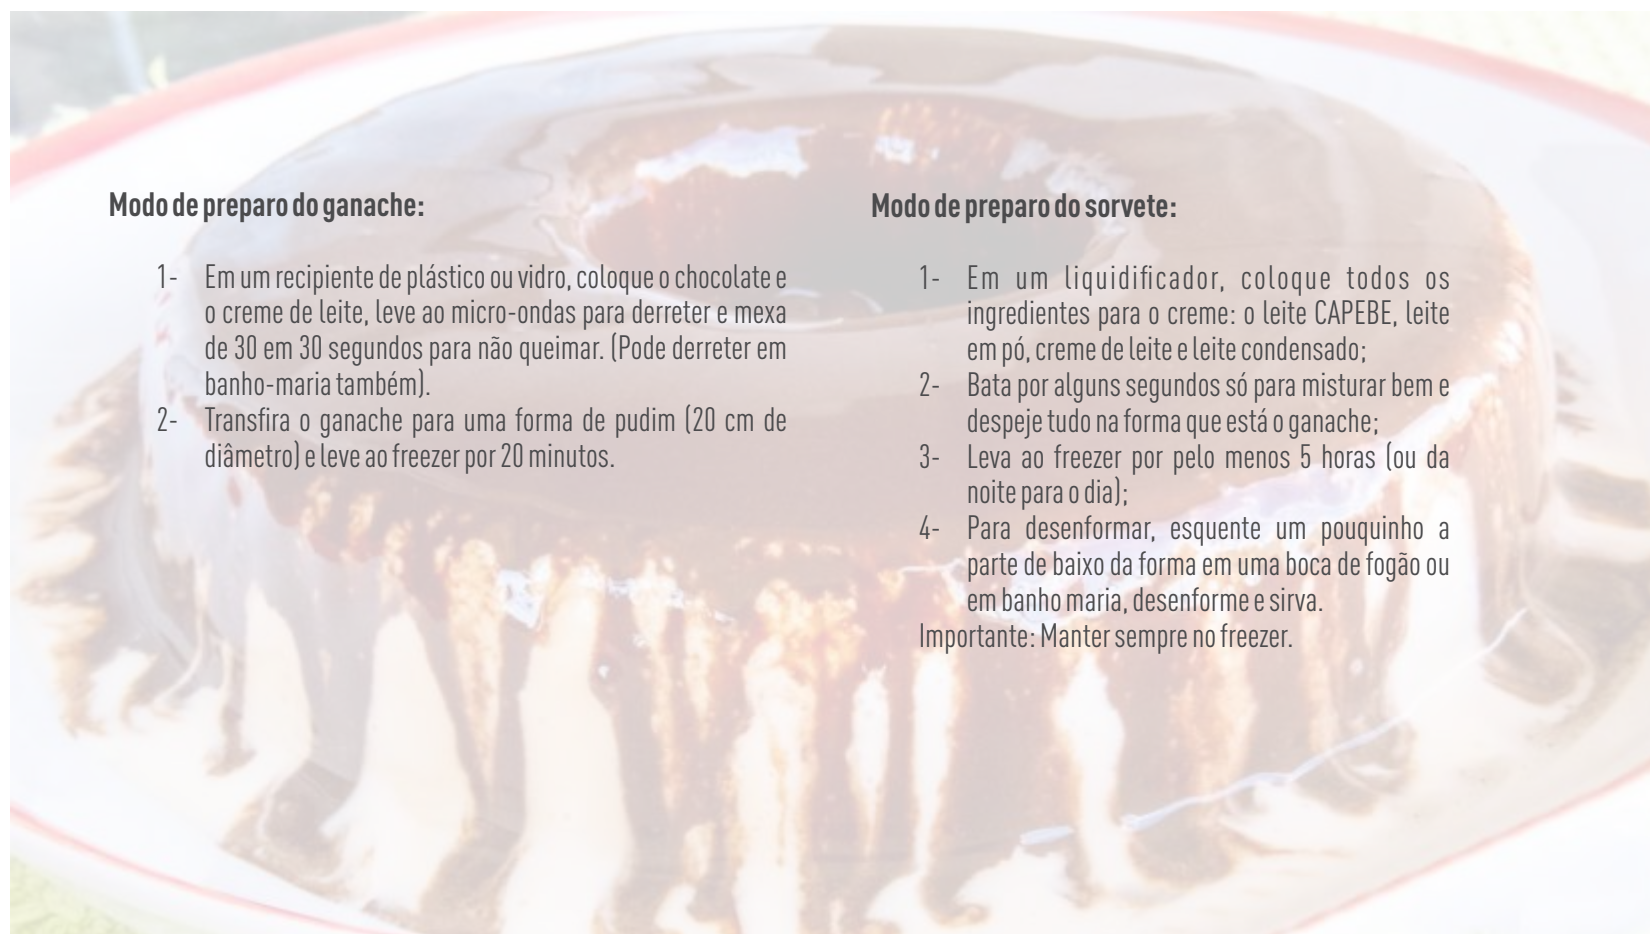 Modo de preparo do ganache:
1- Em um recipiente de plástico ou vidro, coloque o chocolate e
o creme de leite, leve ao micro-ondas para derreter e mexa
de 30 em 30 segundos para não queimar. (Pode derreter em
banho-maria também).
2- Transfira o ganache para uma forma de pudim (20 cm de
diâmetro) e leve ao freezer por 20 minutos.
Modo de preparo do sorvete:
1- Em um liquidificador, coloque todos os
ingredientes para o creme: o leite CAPEBE, leite
em pó, creme de leite e leite condensado;
2- Bata por alguns segundos só para misturar bem e
despeje tudo na forma que está o ganache;
3- Leva ao freezer por pelo menos 5 horas (ou da
noite para o dia);
4- Para desenformar, esquente um pouquinho a
parte de baixo da forma em uma boca de fogão ou
em banho maria, desenforme e sirva.
Importante: Manter sempre no freezer.